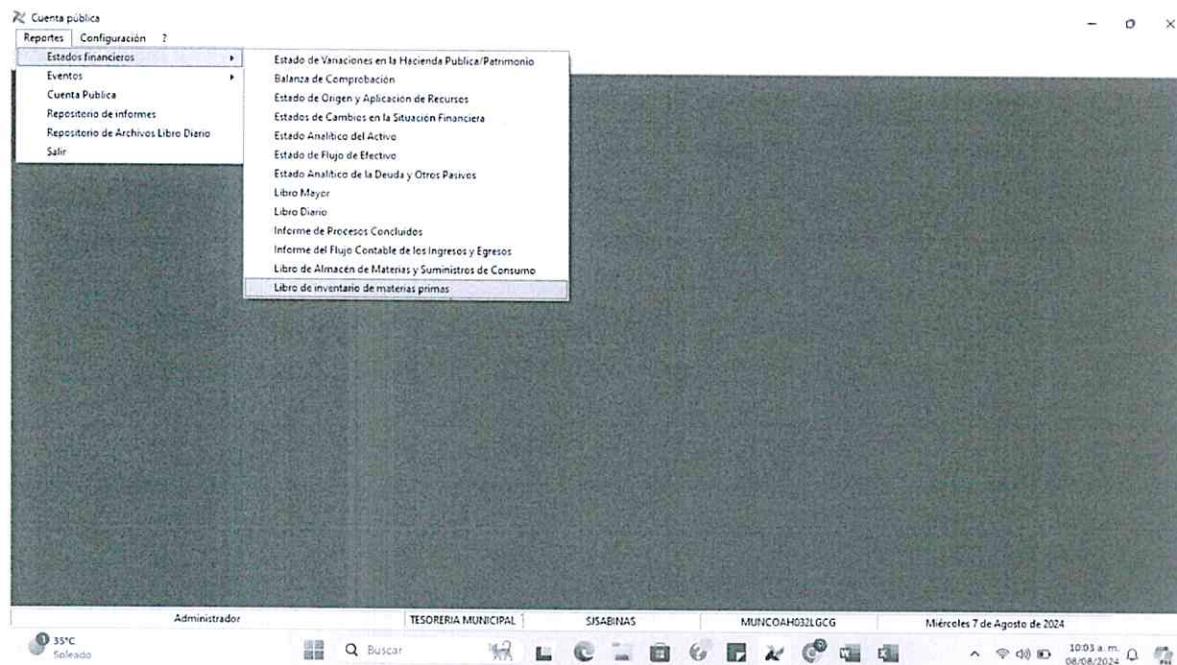 Cuenta pública
Reportes Configuración ?
Estados financieros
Eventos
Cuenta Publica
Repositorio de informes
Repositorio de Archivos Libro Diario
Salir
Estado de Variaciones en la Hacienda Publica/Patrimonio
Balanza de Comprobación
Estado de Origen y Aplicación de Recursos
Estados de Cambios en la Situación Financiera
Estado Analítico del Activo
Estado de Flujo de Efectivo
Estado Analítico de la Deuda y Otros Pasivos
Libro Mayor
Libro Diario
Informe de Procesos Concluidos
Informe del Flujo Contable de los Ingresos y Egresos
Libro de Almacén de Materias y Suministros de Consumo
Libro de inventario de materias primas
Administrador TESORERIA MUNICIPAL SJSABINAS MUNCOAH032LGCG Miércoles 7 de Agosto de 2024
1 35°C
Soleado
Buscar
10:03 a. m.
08/08/2024